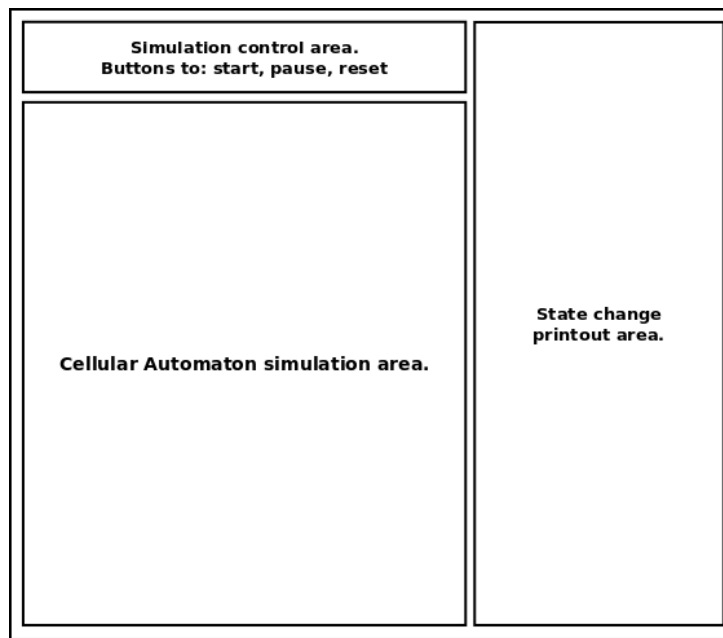 Simulation control area.
Buttons to: start, pause, reset
Cellular Automaton simulation area.
State change
printout area.